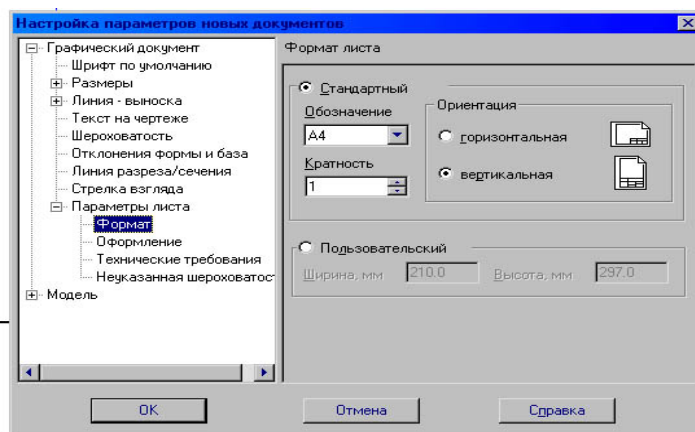 Настройка параметров новых документов
Графический документ
Шрифт по умолчанию
Размеры
Линия - выноска
Текст на чертеже
Шероховатость
Отклонения формы и база
Линия разреза/сечения
Стрелка взгляда
Параметры листа
Формат
Оформление
Технические требования
Неуказанная шероховатос
Модель
Формат листа
Стандартный
Обозначение
A4
Кратность
1
Ориентация
горизонтальная
вертикальная
Пользовательский
Ширина, мм 210.0 Высота, мм 297.0
OK Отмена Справка